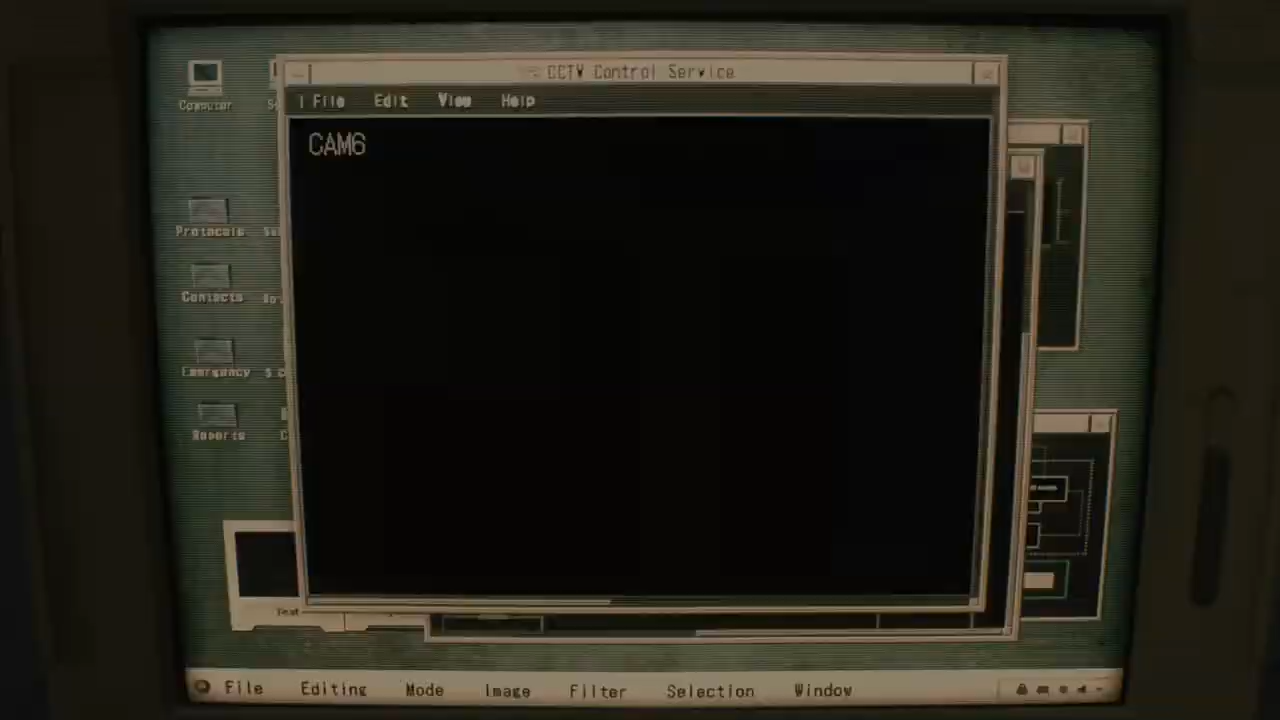 CCTV Control Service
File Edit View Help
CAM6
Computer
Protocols
Contacts
Emergency
Reports
File Editing Mode Image Filter Selection Window